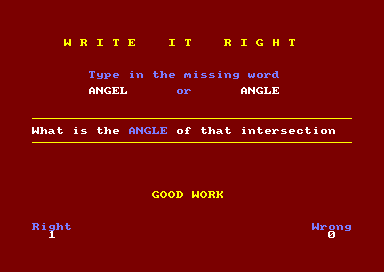 W R I T E   I T   R I G H T
Type in the missing word
ANGEL or ANGLE
What is the ANGLE of that intersection
GOOD WORK
Right Wrong
1 0